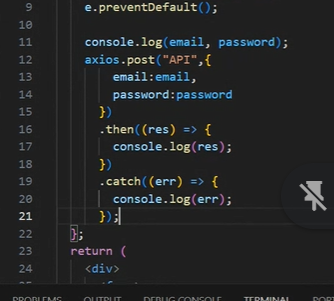 9 e.preventDefault();
10
11 console.log(email, password);
12 axios.post("API",{
13 email:email,
14 password:password
15 })
16 .then((res) => {
17 console.log(res);
18 })
19 .catch((err) => {
20 console.log(err);
21 });
22 };
23 return (
24 <div>
PROBLEMS OUTPUT DEBUG CONSOLE TERMINAL